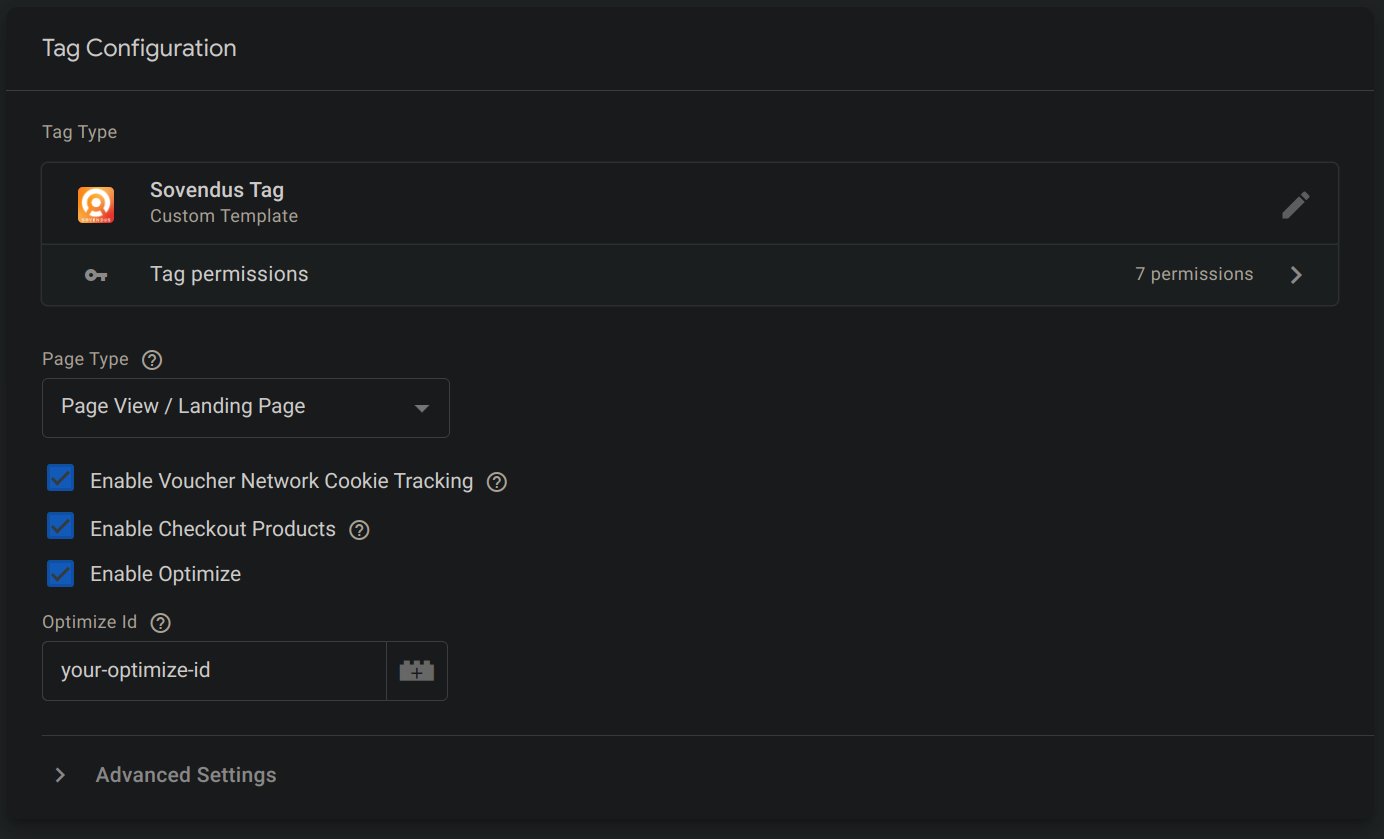 Tag Configuration
Tag Type
Sovendus Tag
Custom Template
Tag permissions
7 permissions
Page Type
Page View / Landing Page
Enable Voucher Network Cookie Tracking
Enable Checkout Products
Enable Optimize
Optimize Id
your-optimize-id
Advanced Settings